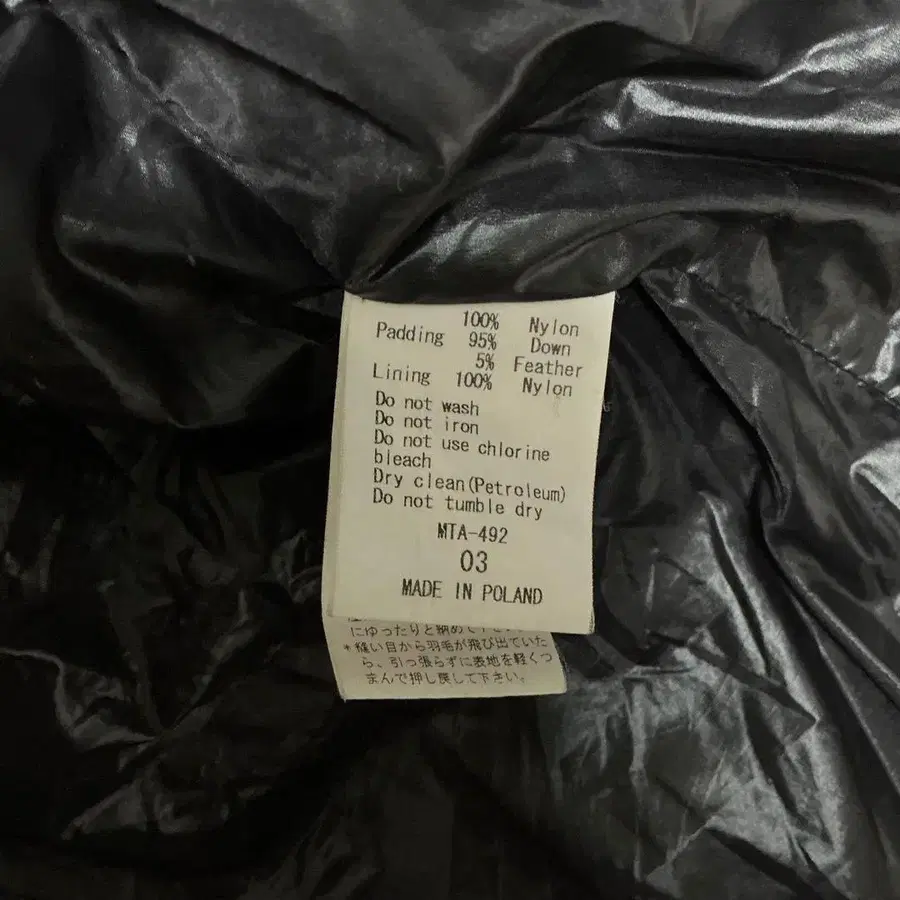 100% Nylon
Padding 95% Down
5% Feather
Lining 100% Nylon
Do not wash
Do not iron
Do not use chlorine
bleach
Dry clean(Petroleum)
Do not tumble dry
MTA-492
03
MADE IN POLAND
にゆったりと納めて下さい。
*縫い目から羽毛が飛び出ていた
ら、引っ張らずに表地を軽くつ
まんで押し戻して下さい。